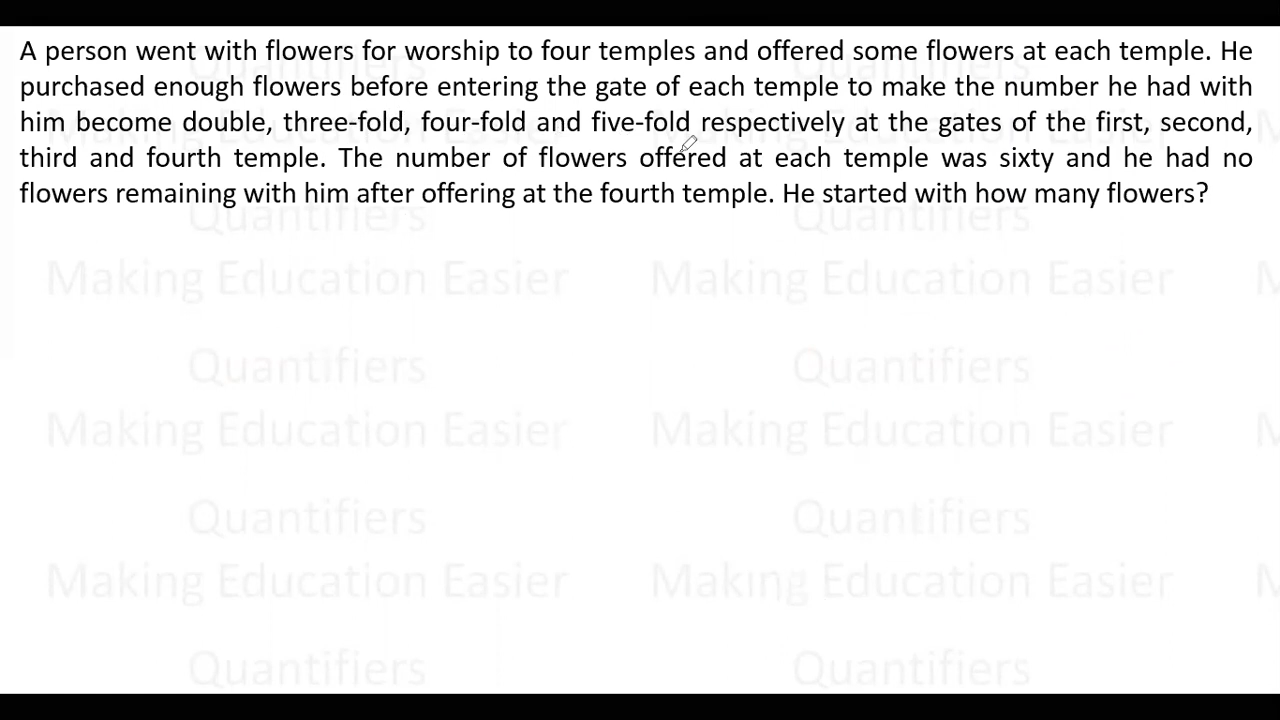 A person went with flowers for worship to four temples and offered some flowers at each temple. He
purchased enough flowers before entering the gate of each temple to make the number he had with
him become double, three-fold, four-fold and five-fold respectively at the gates of the first, second,
third and fourth temple. The number of flowers offered at each temple was sixty and he had no
flowers remaining with him after offering at the fourth temple. He started with how many flowers?
Quantifiers Quantifiers
Making Education Easier Making Education Easier M
Quantifiers Quantifiers
Making Education Easier Making Education Easier M
Quantifiers Quantifiers
Making Education Easier Making Education Easier M
Quantifiers Quantifiers